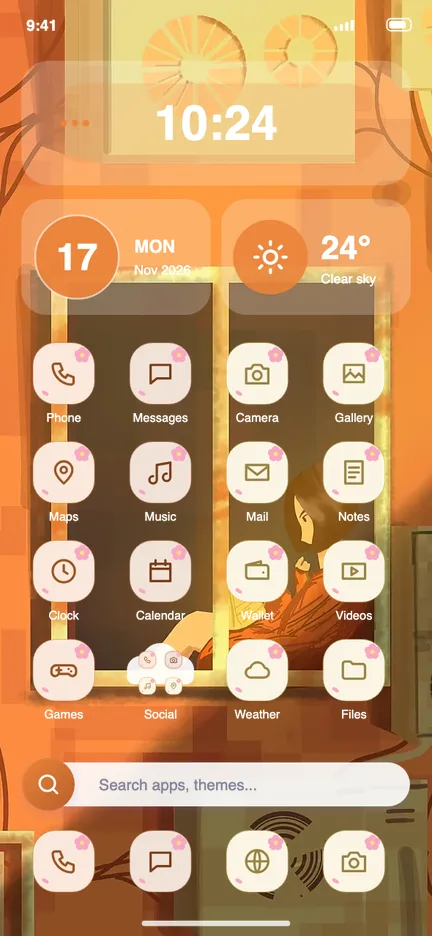 9:41
10:24
17
MON
Nov 2026
24°
Clear sky
Phone
Messages
Camera
Gallery
Maps
Music
Mail
Notes
Clock
Calendar
Wallet
Videos
Games
Social
Weather
Files
Search apps, themes...